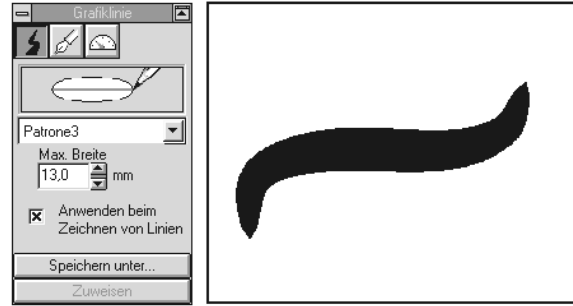 Grafiklinie
Patrone3
Max. Breite
13,0 mm
Anwenden beim
Zeichnen von Linien
Speichern unter...
Zuweisen